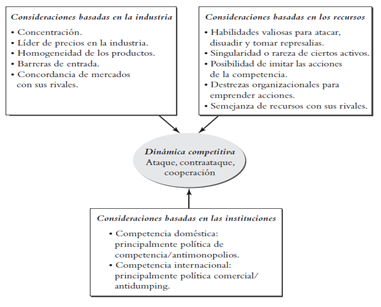 Consideraciones basadas en la industria
• Concentración.
• Líder de precios en la industria.
• Homogeneidad de los productos.
• Barreras de entrada.
• Concordancia de mercados
con sus rivales.
Consideraciones basadas en los recursos
• Habilidades valiosas para atacar,
disuadir y tomar represalias.
• Singularidad o rareza de ciertos activos.
• Posibilidad de imitar las acciones
de la competencia.
• Destrezas organizacionales para
emprender acciones.
• Semejanza de recursos con sus rivales.
Dinámica competitiva
Ataque, contraataque,
cooperación
Consideraciones basadas en las instituciones
• Competencia doméstica:
principalmente política de
competencia/antimonopolios.
• Competencia internacional:
principalmente política comercial/
antidumping.